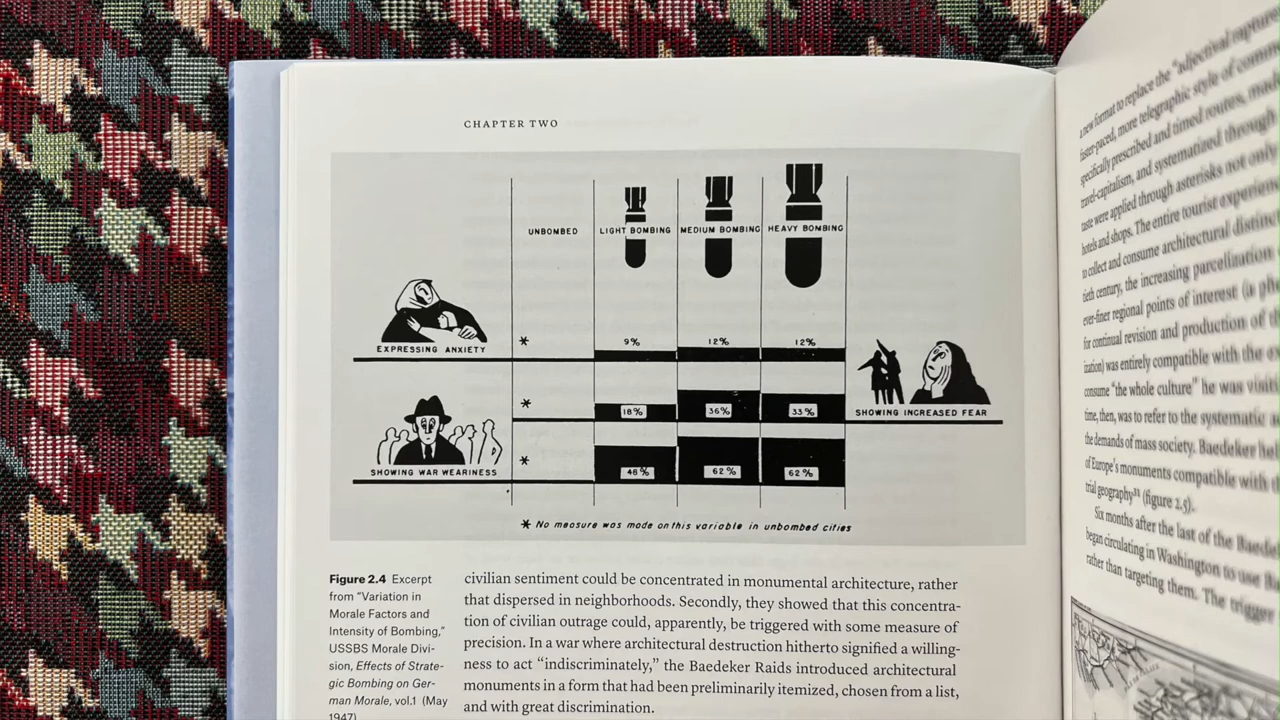 CHAPTER TWO
UNBOMBED
LIGHT BOMBING
MEDIUM BOMBING
HEAVY BOMBING
EXPRESSING ANXIETY
*
9%
12%
12%
*
18%
36%
33%
SHOWING INCREASED FEAR
SHOWING WAR WEARINESS
*
48%
62%
62%
* No measure was made on this variable in unbombed cities
Figure 2.4 Excerpt
from “Variation in
Morale Factors and
Intensity of Bombing,”
USSBS Morale Divi-
sion, Effects of Strate-
gic Bombing on Ger-
man Morale, vol.1 (May
1947)
civilian sentiment could be concentrated in monumental architecture, rather
that dispersed in neighborhoods. Secondly, they showed that this concentra-
tion of civilian outrage could, apparently, be triggered with some measure of
precision. In a war where architectural destruction hitherto signified a willing-
ness to act “indiscriminately,” the Baedeker Raids introduced architectural
monuments in a form that had been preliminarily itemized, chosen from a list,
and with great discrimination.
a new format to replace the “adjectival
faster-paced, more telegraphic style of
specifically prescribed and timed routes,
travel-capitalism, and systematized through
taste were applied through asterisks not only
hotels and shops. The entire tourist
to collect and consume architectural
tieth century, the increasing parcelization
ever-finer regional points of interest (a
for continual revision and production of
ization) was entirely compatible with the
consume “the whole culture” he was
time, then, was to refer to the systematic
the demands of mass society. Baedeker
of Europe’s monuments compatible with
trial geography³¹ (figure 2.5).
Six months after the last of the
began circulating in Washington to use
rather than targeting them. The